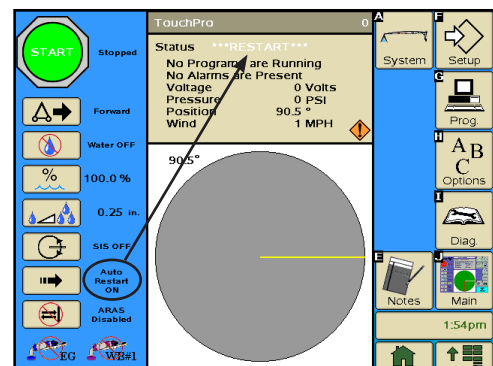 START
Stopped
Forward
Water OFF
%
100.0 %
0.25 in.
SIS OFF
Auto
Restart
ON
ARAS
Disabled
EG
WB#1
TouchPro 0
Status ***RESTART***
No Programs are Running
No Alarms are Present
Voltage 0 Volts
Pressure 0 PSI
Position 90.5 °
Wind 1 MPH
90.5°
A
System
F
Setup
G
Prog.
H
A B
C
Options
I
Diag.
E
Notes
J
Main
1:54pm